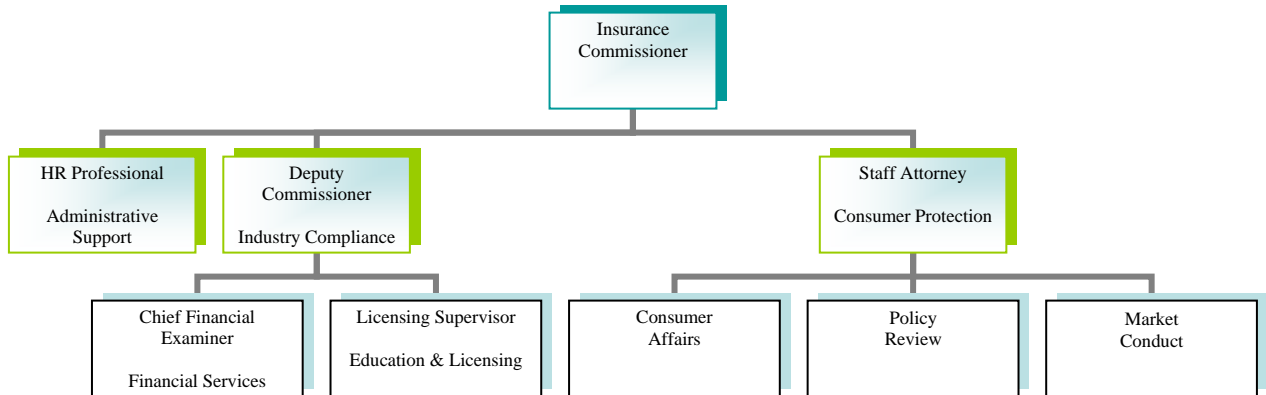 Insurance
Commissioner
HR Professional
Administrative
Support
Deputy
Commissioner
Industry Compliance
Staff Attorney
Consumer Protection
Chief Financial
Examiner
Financial Services
Licensing Supervisor
Education & Licensing
Consumer
Affairs
Policy
Review
Market
Conduct